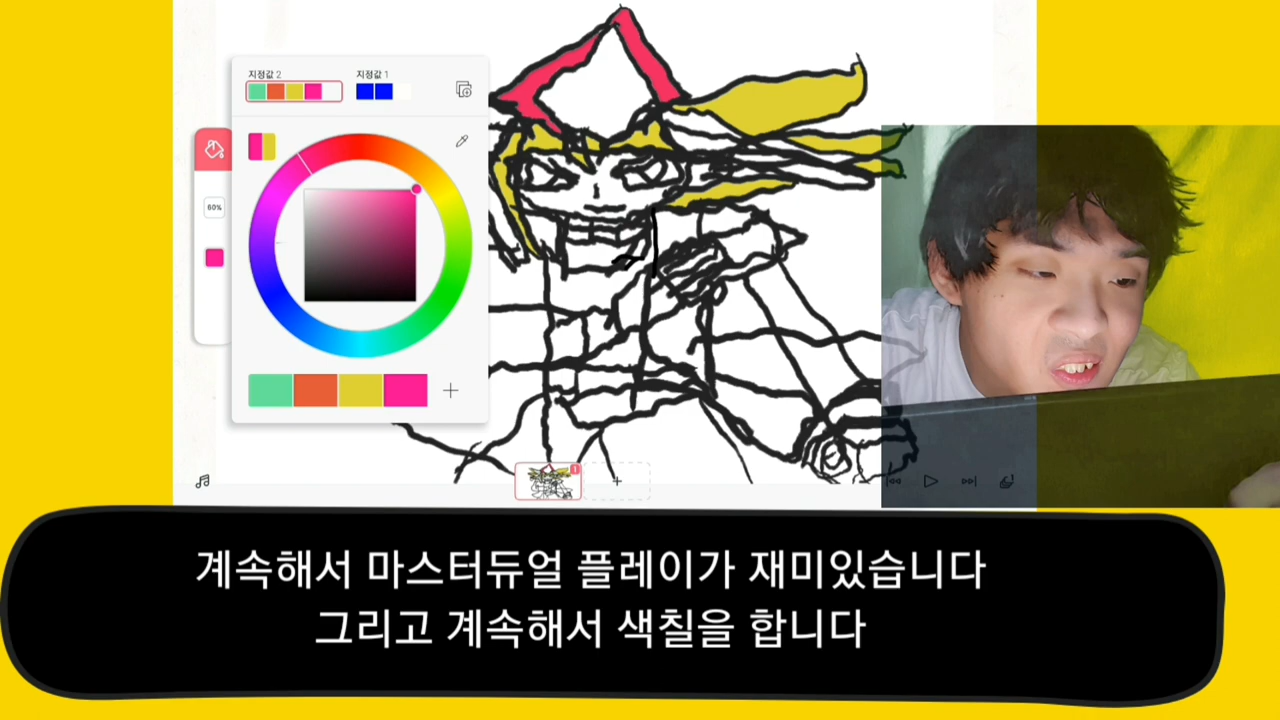 지정값 2
지정값 1
60%
1
계속해서 마스터듀얼 플레이가 재미있습니다
그리고 계속해서 색칠을 합니다